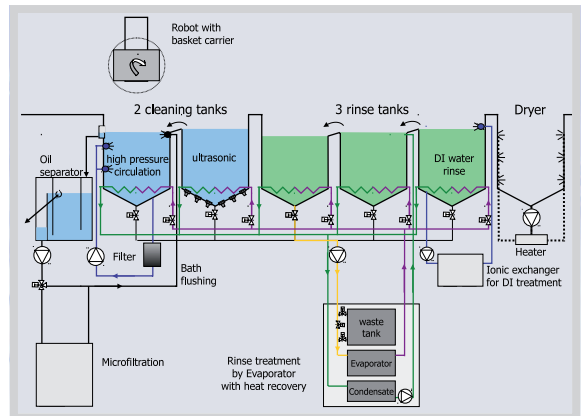 Robot with
basket carrier
2 cleaning tanks
3 rinse tanks
Dryer
Oil
separator
high pressure
circulation
ultrasonic
DI water
rinse
Filter
Bath
flushing
Heater
Ionic exchanger
for DI treatment
waste
tank
Microfiltration
Rinse treatment
by Evaporator
with heat recovery
Evaporator
Condensate